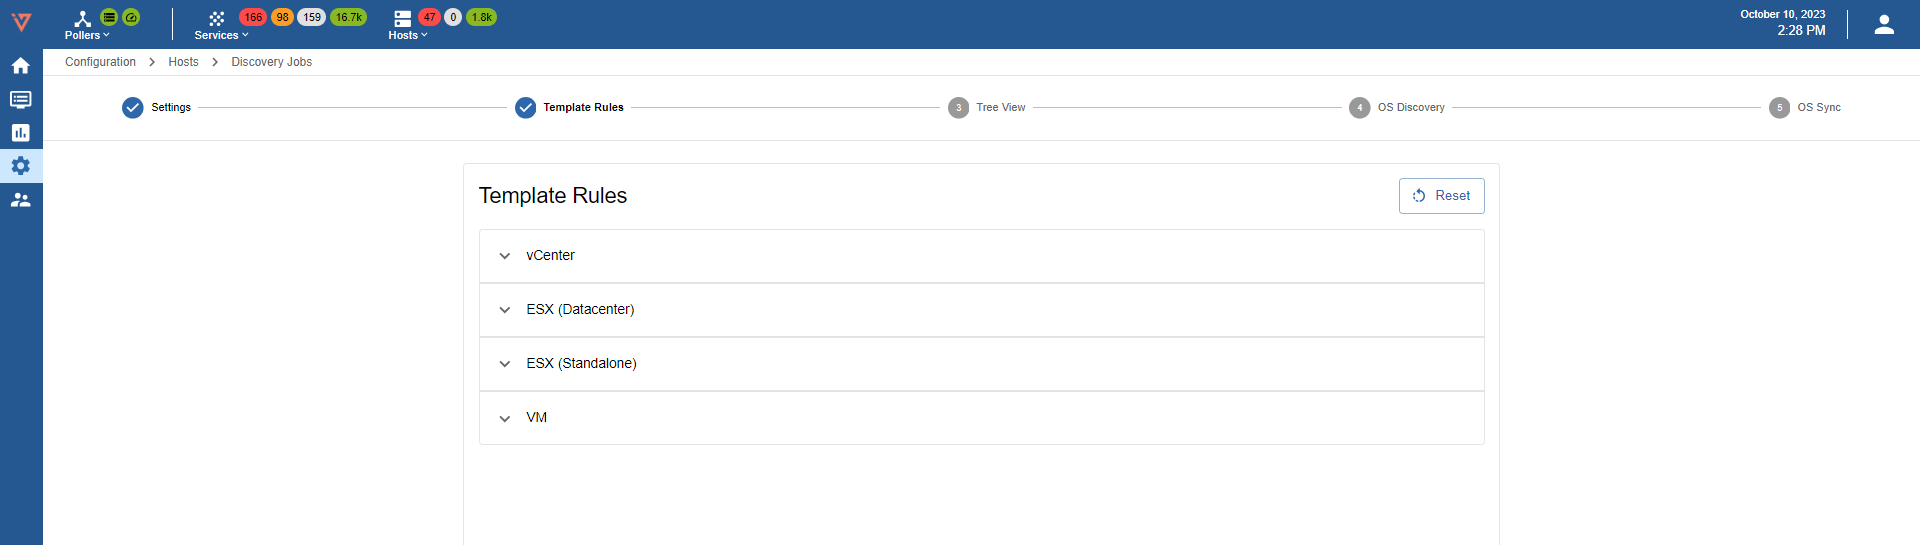 166 98 159 16.7k 47 0 1.8k October 10, 2023
Pollers Services Hosts 2:28 PM
Configuration Hosts Discovery Jobs
Settings Template Rules 3 Tree View 4 OS Discovery 5 OS Sync
Template Rules Reset
vCenter
ESX (Datacenter)
ESX (Standalone)
VM